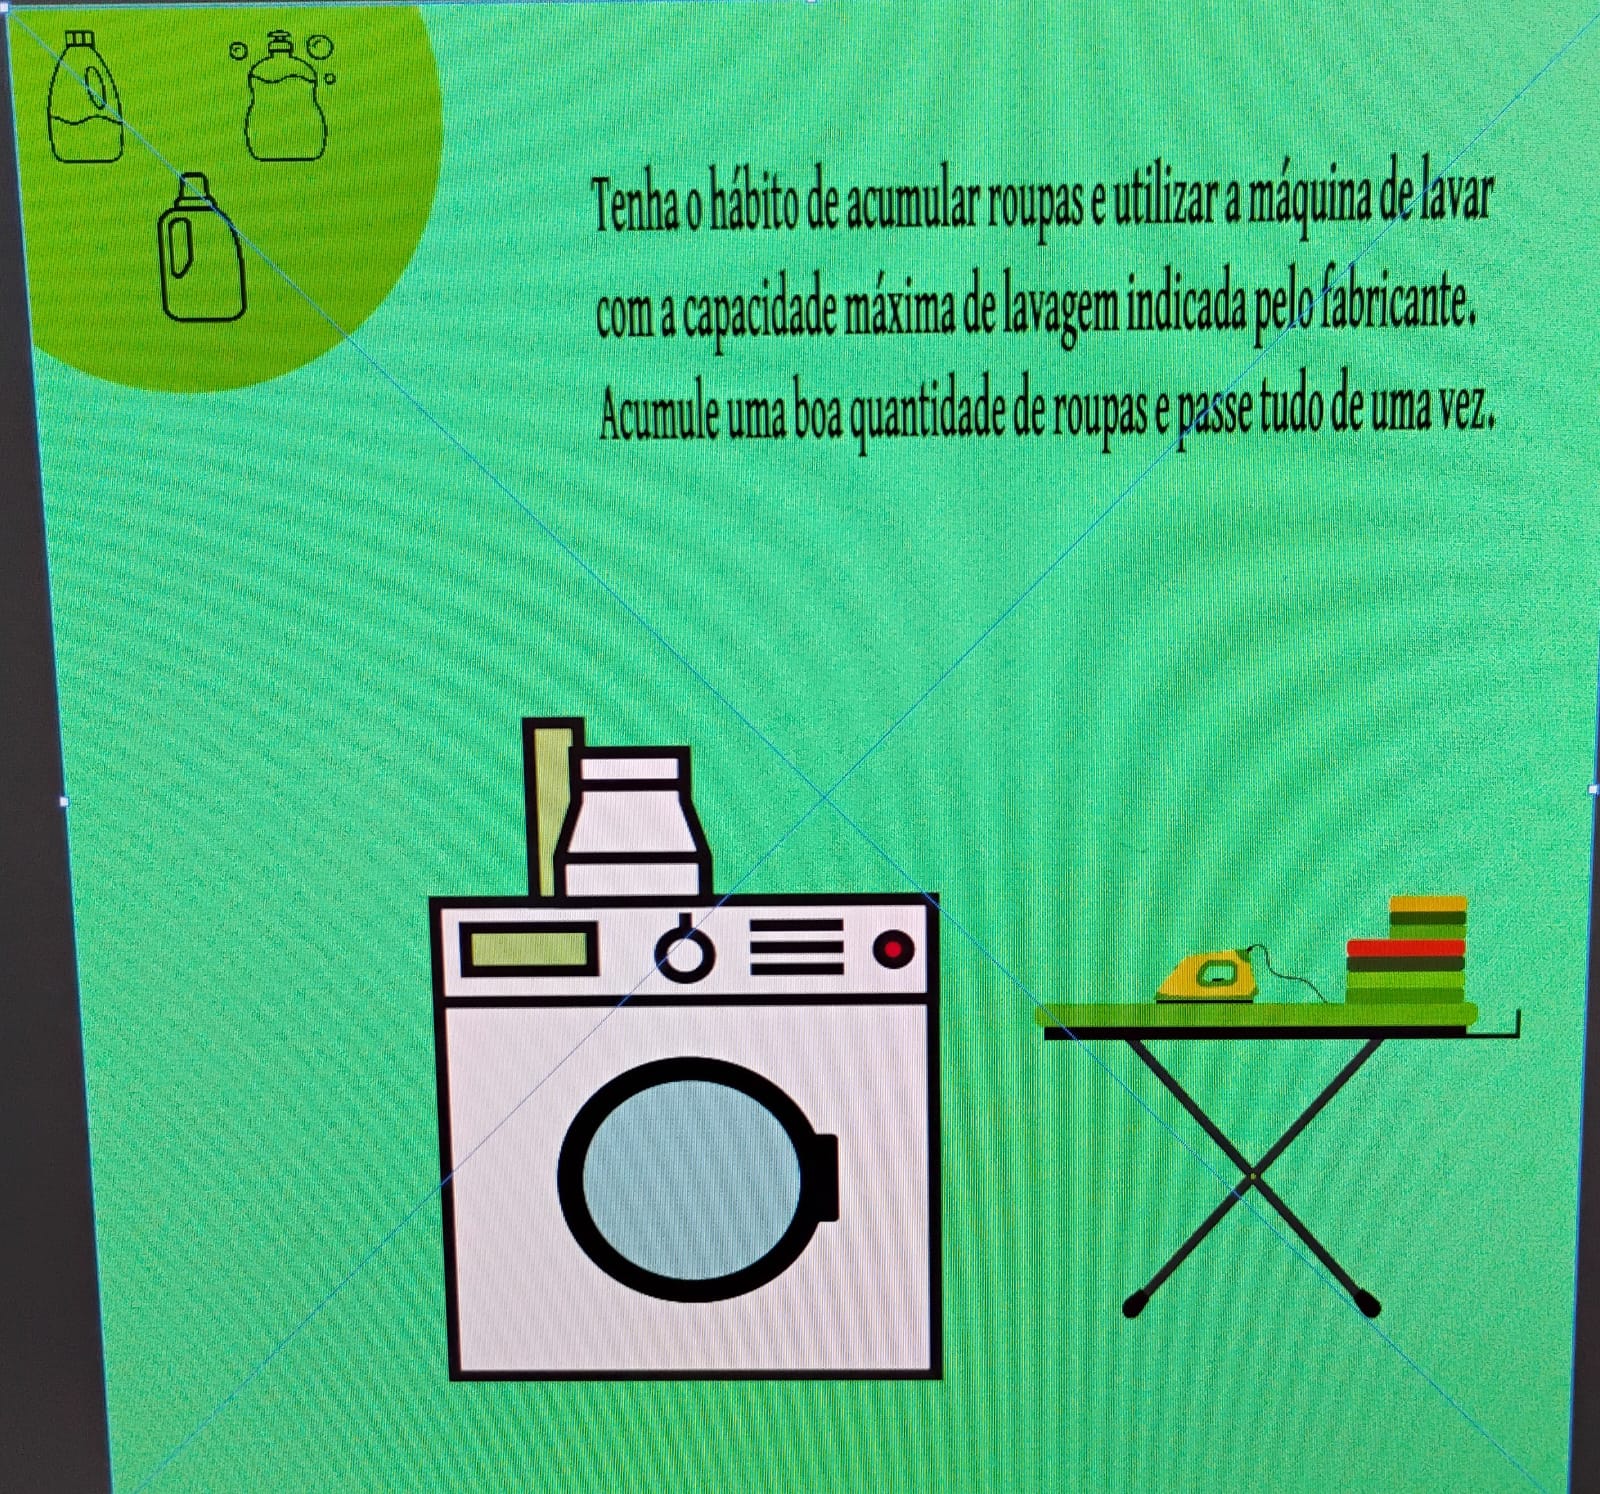 Tenha o hábito de acumular roupas e utilizar a máquina de lavar
com a capacidade máxima de lavagem indicada pelo fabricante.
Acumule uma boa quantidade de roupas e passe tudo de uma vez.